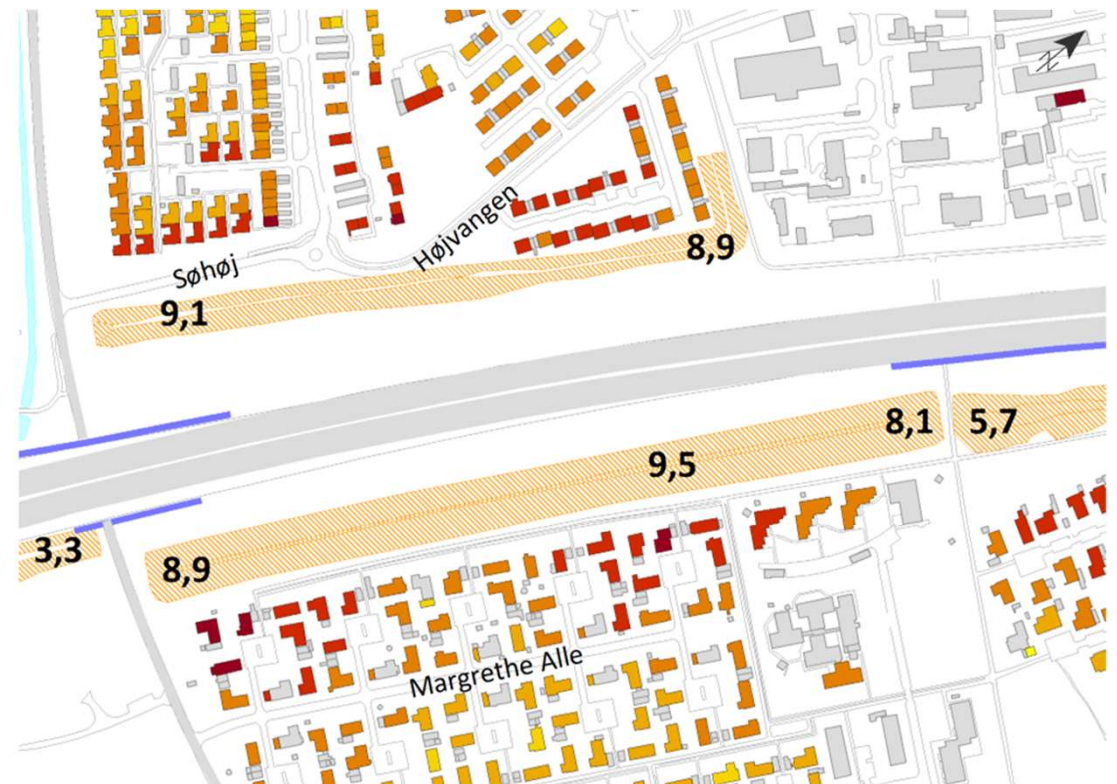 Søhøj
Højvangen
8,9
9,1
8,1
5,7
9,5
3,3
8,9
Margrethe Alle
N